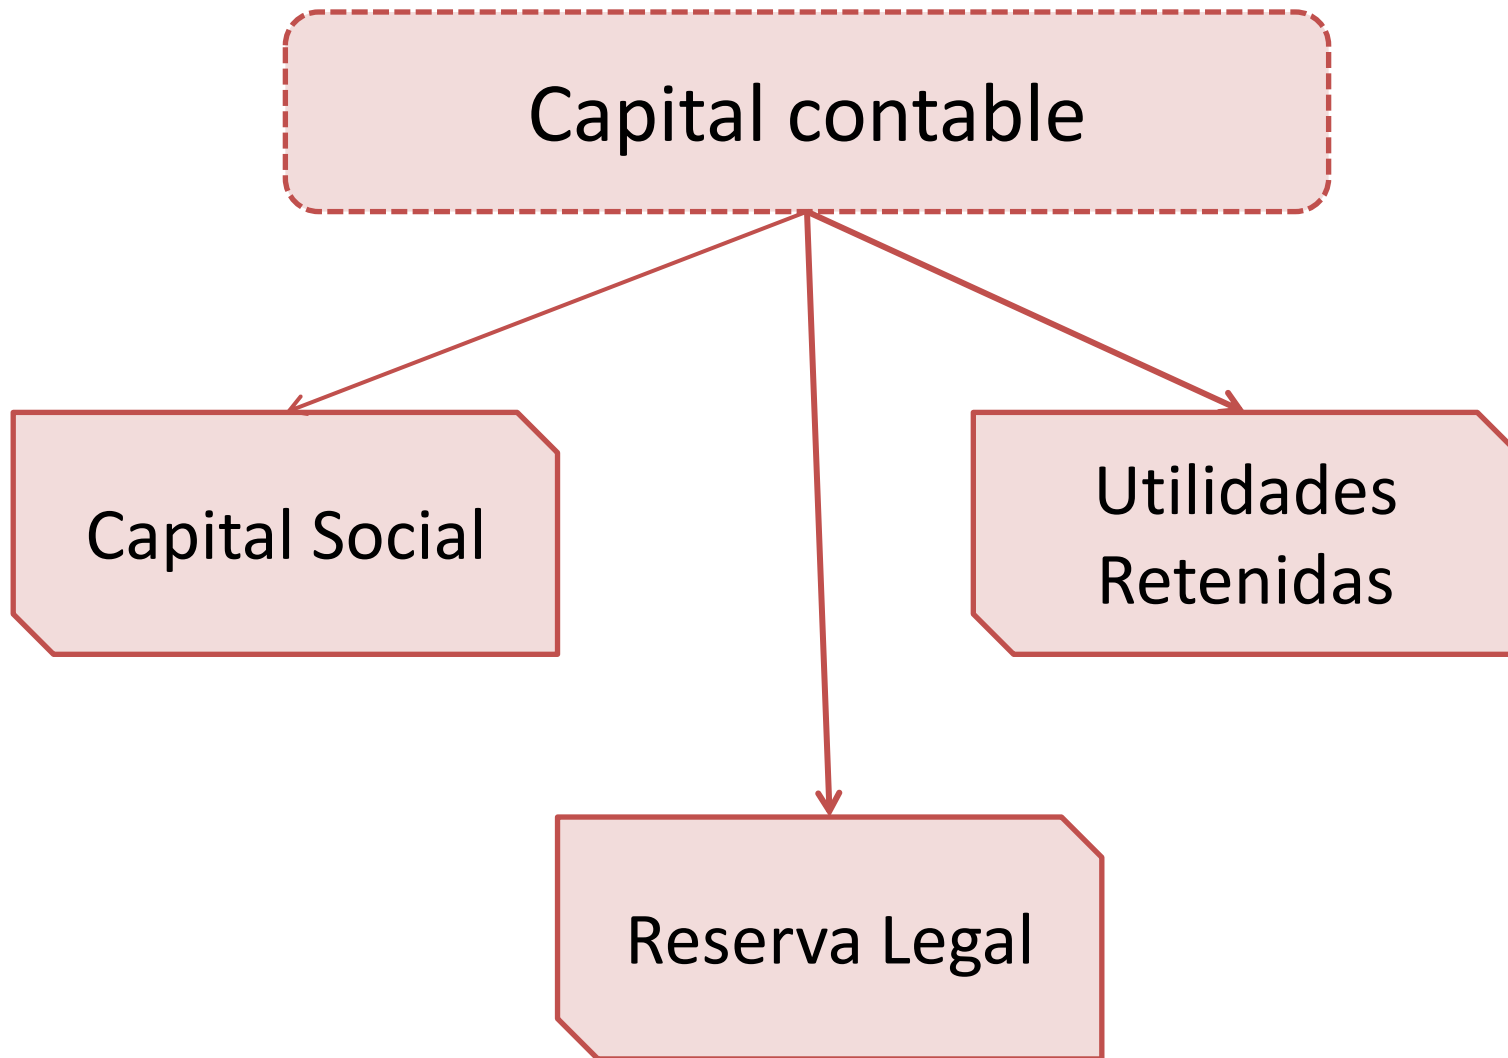 Capital contable
Capital Social
Utilidades
Retenidas
Reserva Legal